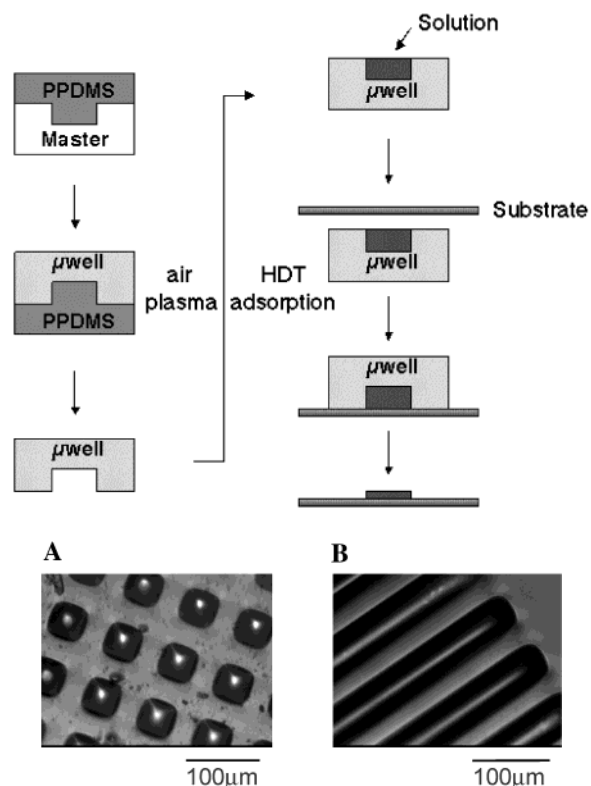 PPDMS
Master
µwell
PPDMS
µwell
air
plasma
HDT
adsorption
Solution
µwell
Substrate
µwell
µwell
A
B
100µm
100µm